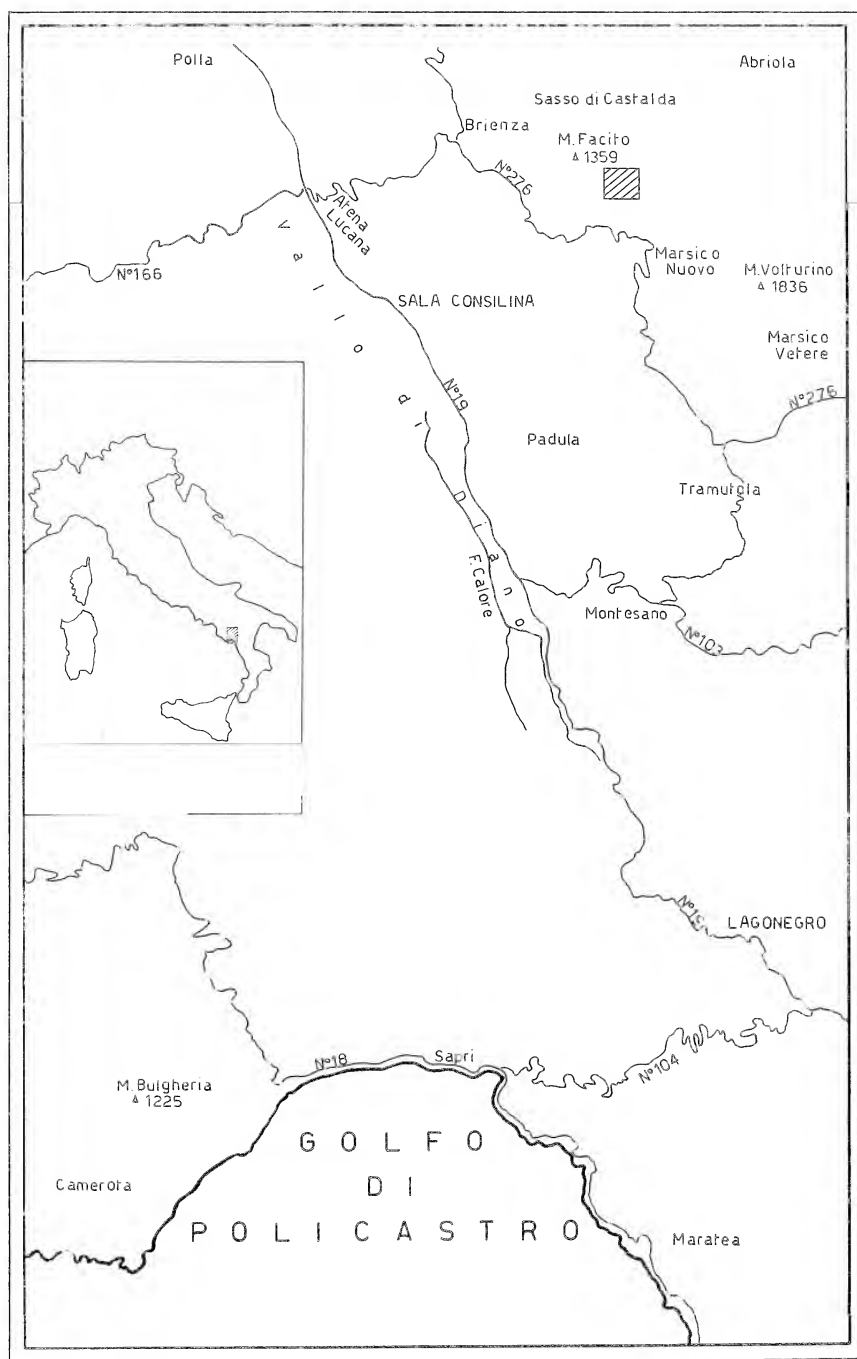 Polla
Abriola
Sasso di Castalda
Brienza
M. Facito
1359
N°276
Arena
Lucana
N°166
Marsico
Nuovo
M. Volturino
1836
Vallo di Diano
SALA CONSILINA
Marsico
Vetere
N°19
N°276
Padula
Tramutola
F. Calore
Montesano
N°103
N°19
LAGONEGRO
N°18
Sapri
N°104
M. Bulgheria
1225
GOLFO
DI
POLICASTRO
Camerota
Maratea